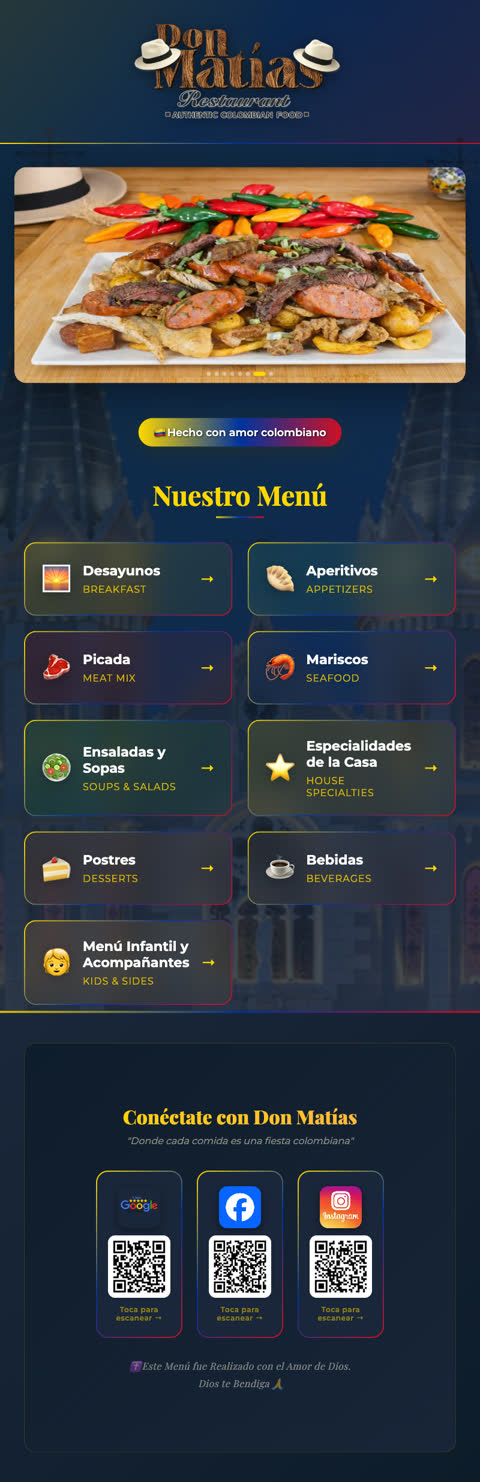 Don
Matías
Restaurant
AUTHENTIC COLOMBIAN FOOD
Hecho con amor colombiano
Nuestro Menú
Desayunos
BREAKFAST
→
Aperitivos
APPETIZERS
→
Picada
MEAT MIX
→
Mariscos
SEAFOOD
→
Ensaladas y
Sopas
SOUPS & SALADS
→
Especialidades
de la Casa
HOUSE
SPECIALTIES
→
Postres
DESSERTS
→
Bebidas
BEVERAGES
→
Menú Infantil y
Acompañantes
KIDS & SIDES
→
Conéctate con Don Matías
"Donde cada comida es una fiesta colombiana"
Google
Toca para
escanear →
Toca para
escanear →
Instagram
Toca para
escanear →
Este Menú fue Realizado con el Amor de Dios.
Dios te Bendiga